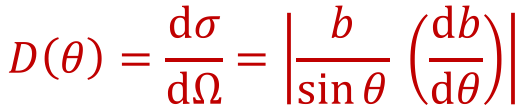 D(θ) = dσ/dΩ = |b/sin θ (db/dθ)|